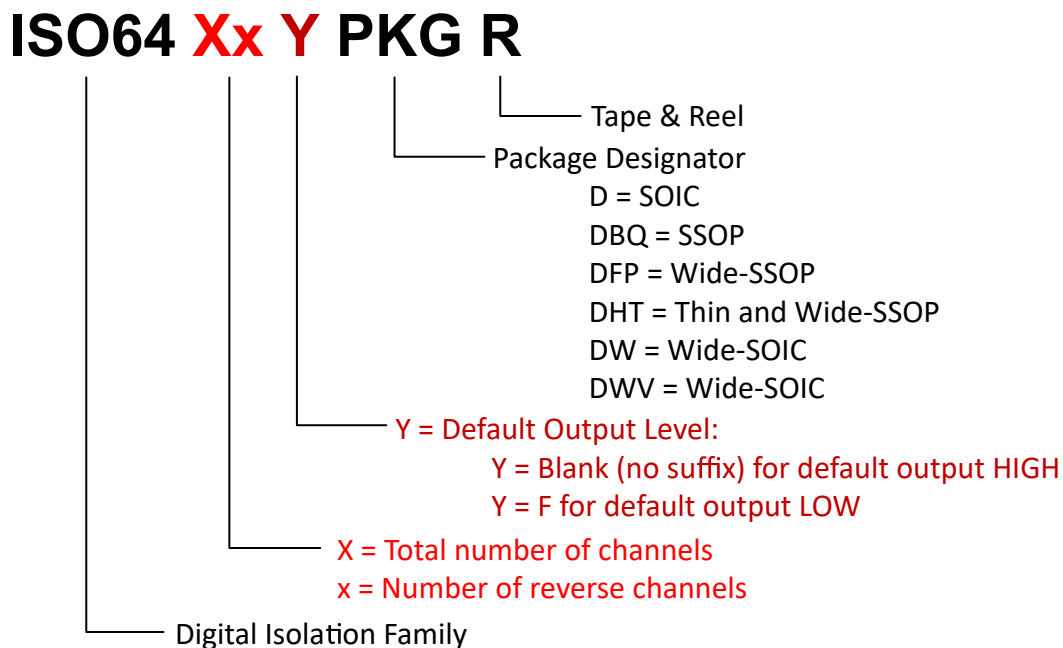 ISO64 Xx Y PKG R
Tape & Reel
Package Designator
D = SOIC
DBQ = SSOP
DFP = Wide-SSOP
DHT = Thin and Wide-SSOP
DW = Wide-SOIC
DWV = Wide-SOIC
Y = Default Output Level:
Y = Blank (no suffix) for default output HIGH
Y = F for default output LOW
X = Total number of channels
x = Number of reverse channels
Digital Isolation Family